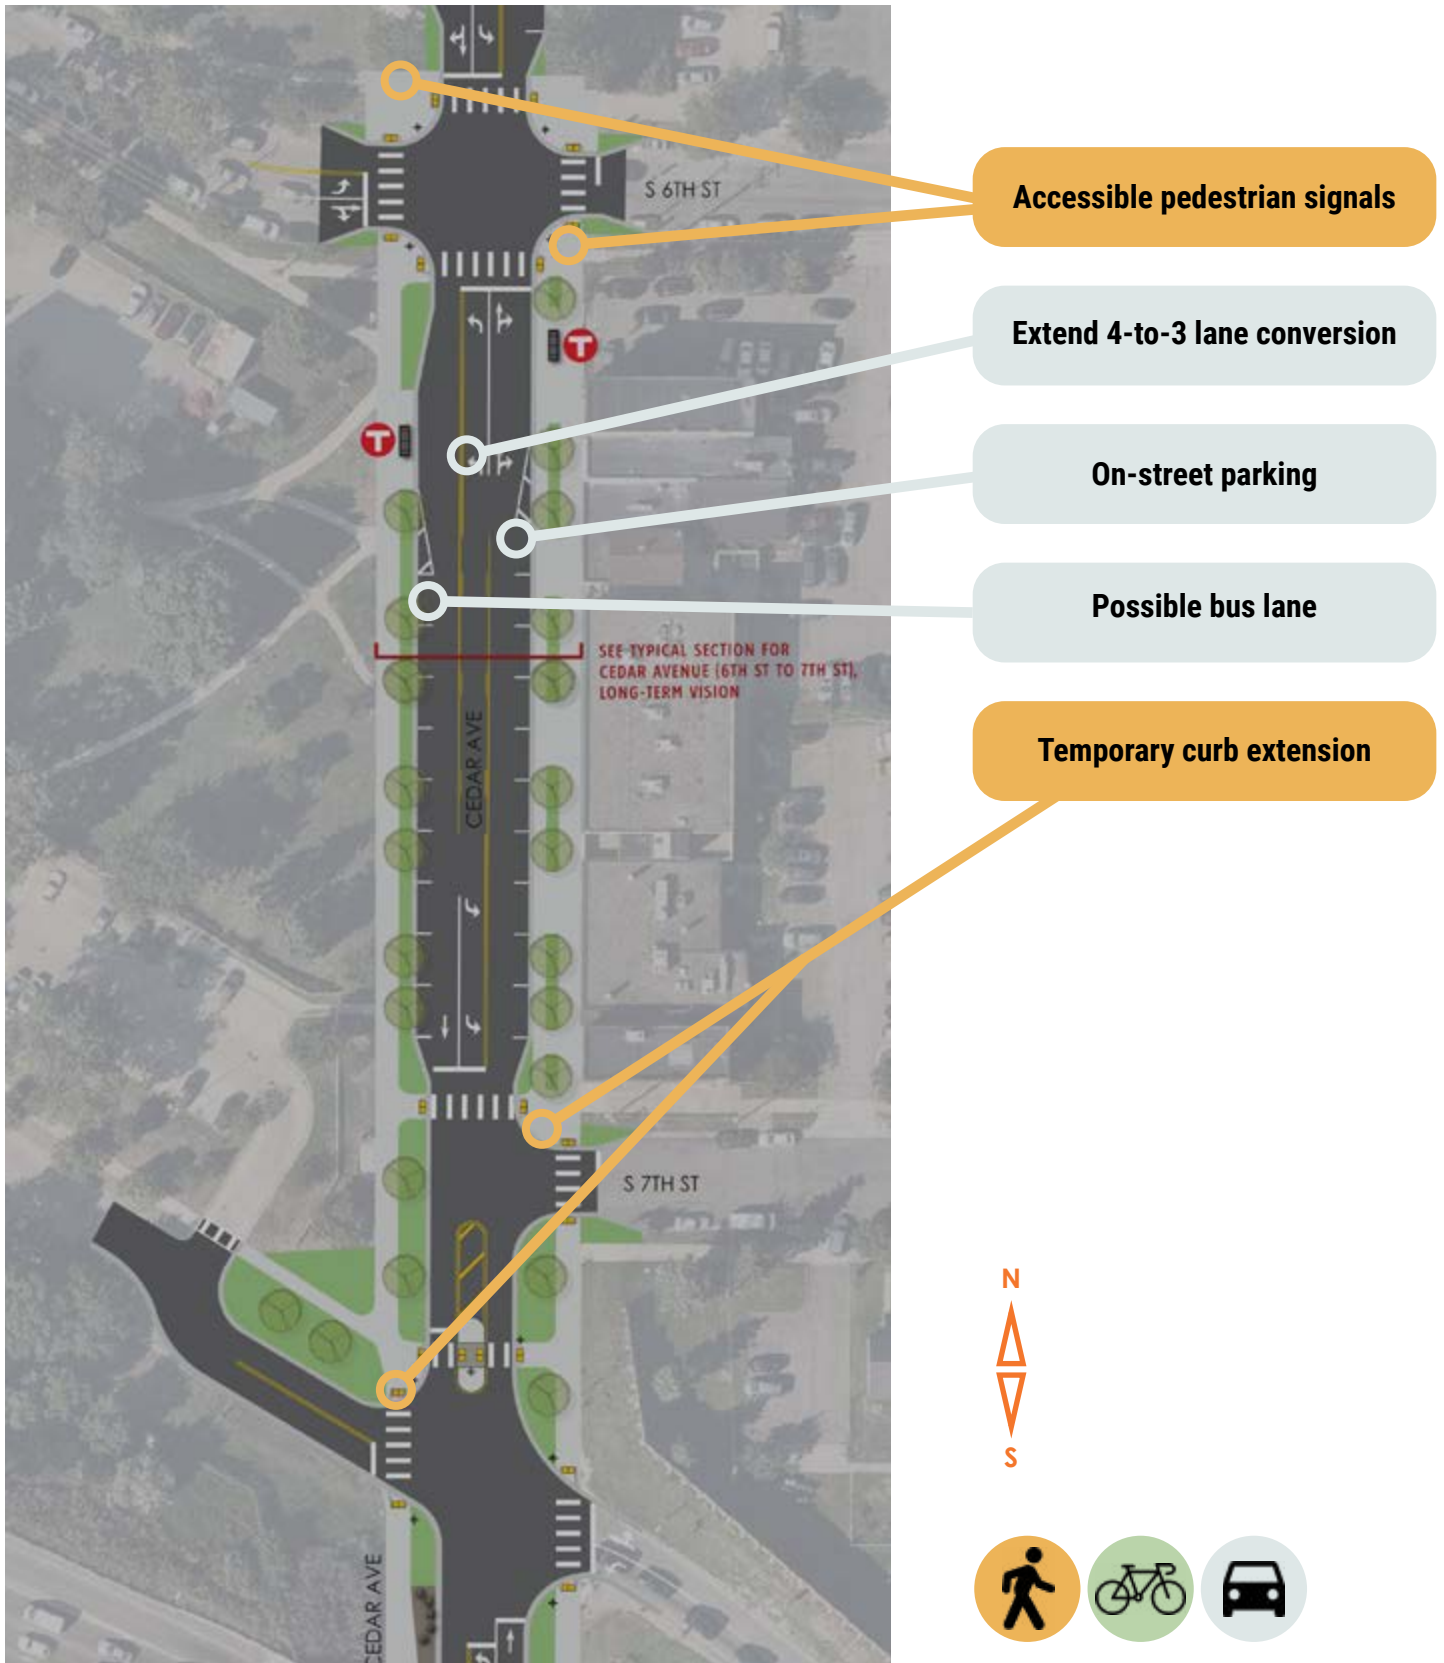 S 6TH ST
Accessible pedestrian signals
Extend 4-to-3 lane conversion
T
T
On-street parking
Possible bus lane
SEE TYPICAL SECTION FOR
CEDAR AVENUE (6TH ST TO 7TH ST),
LONG-TERM VISION
CEDAR AVE
Temporary curb extension
S 7TH ST
N
S
CEDAR AVE